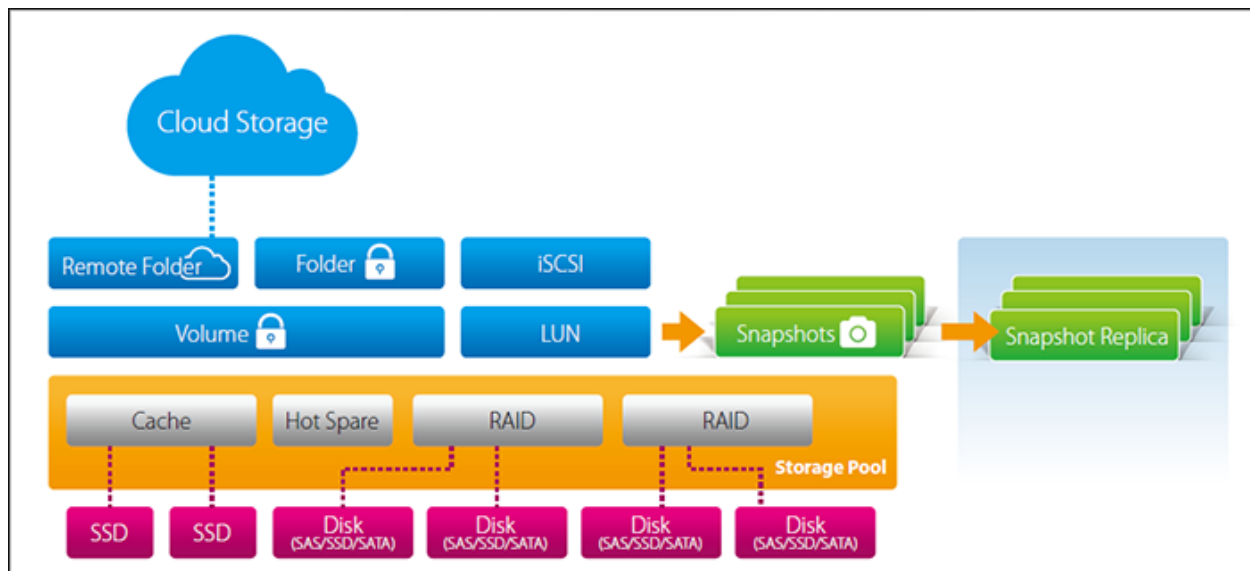 Cloud Storage
Remote Folder
Folder
iSCSI
Volume
LUN
Snapshots
Snapshot Replica
Cache
Hot Spare
RAID
RAID
Storage Pool
SSD
SSD
Disk
(SAS/SSD/SATA)
Disk
(SAS/SSD/SATA)
Disk
(SAS/SSD/SATA)
Disk
(SAS/SSD/SATA)